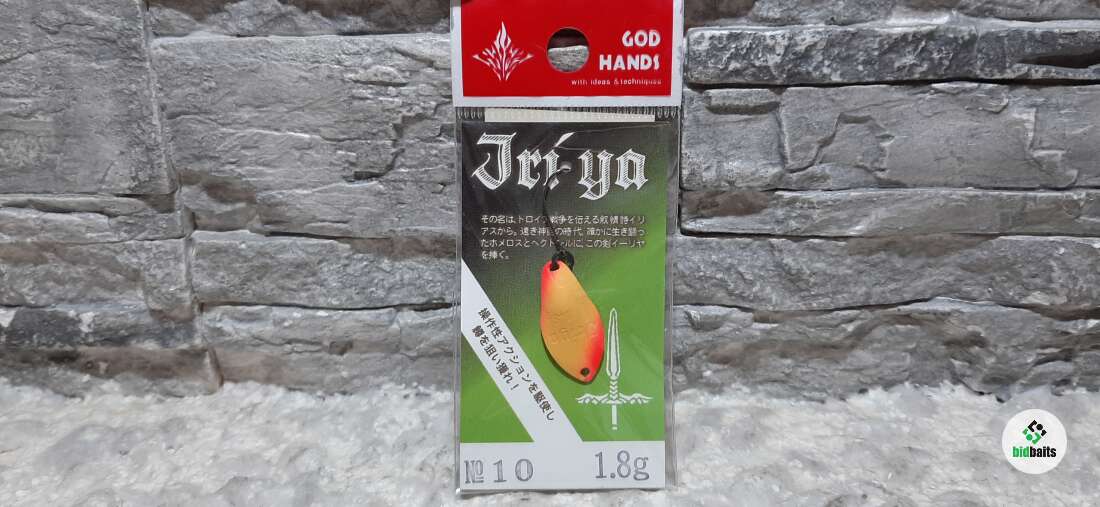 GOD
HANDS
with ideas & techniques
Iri-ya
その名は、トロイア戦争を伝える叙情詩イリ
アスから。遠き神話の時代、確かに生き闘っ
たホメロスとヘクトールに、この剣イーリヤ
を捧ぐ。
操作性アクションを駆使し
鱒を狙い獲れ!
№10
1.8g
bidbaits